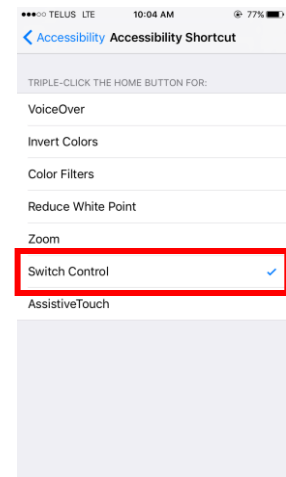 TELUS LTE 10:04 AM 77%
Accessibility Accessibility Shortcut
TRIPLE-CLICK THE HOME BUTTON FOR:
VoiceOver
Invert Colors
Color Filters
Reduce White Point
Zoom
Switch Control
AssistiveTouch